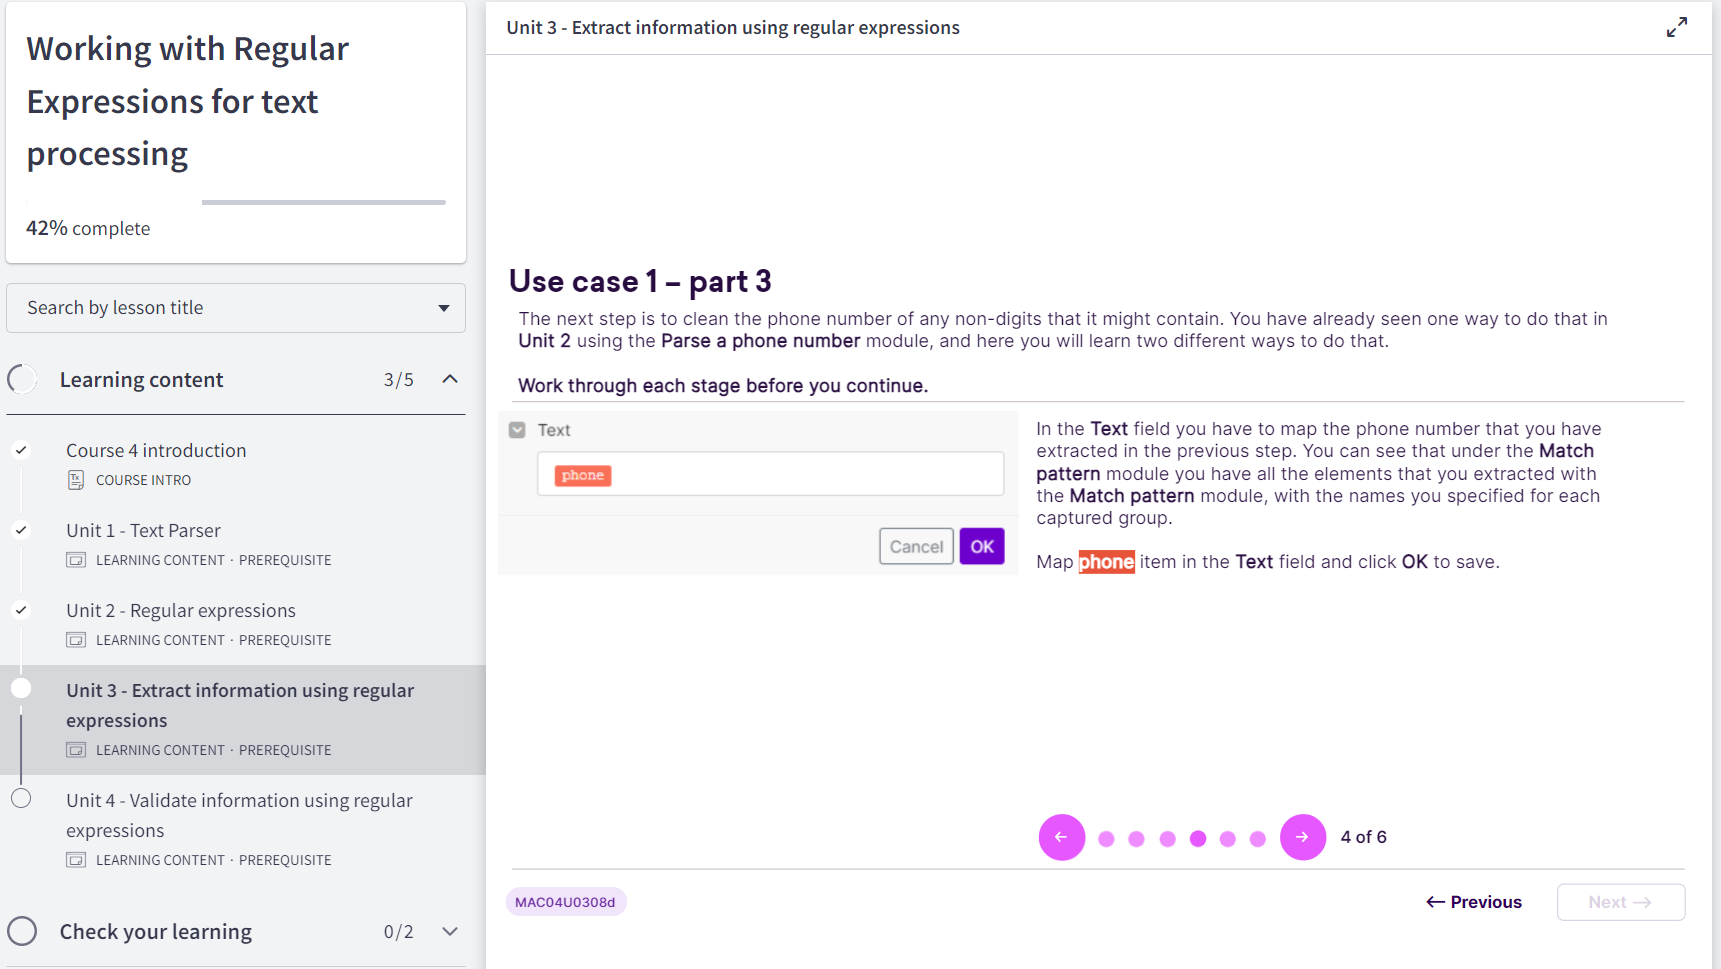 Working with Regular
Expressions for text
processing
42% complete
Search by lesson title
Learning content 3/5
Course 4 introduction
COURSE INTRO
Unit 1 - Text Parser
LEARNING CONTENT · PREREQUISITE
Unit 2 - Regular expressions
LEARNING CONTENT · PREREQUISITE
Unit 3 - Extract information using regular
expressions
LEARNING CONTENT · PREREQUISITE
Unit 4 - Validate information using regular
expressions
LEARNING CONTENT · PREREQUISITE
Check your learning 0/2
Unit 3 - Extract information using regular expressions
Use case 1 – part 3
The next step is to clean the phone number of any non-digits that it might contain. You have already seen one way to do that in
Unit 2 using the Parse a phone number module, and here you will learn two different ways to do that.
Work through each stage before you continue.
Text
phone
Cancel OK
In the Text field you have to map the phone number that you have
extracted in the previous step. You can see that under the Match
pattern module you have all the elements that you extracted with
the Match pattern module, with the names you specified for each
captured group.
Map phone item in the Text field and click OK to save.
← → 4 of 6
MAC04U0308d
← Previous Next →